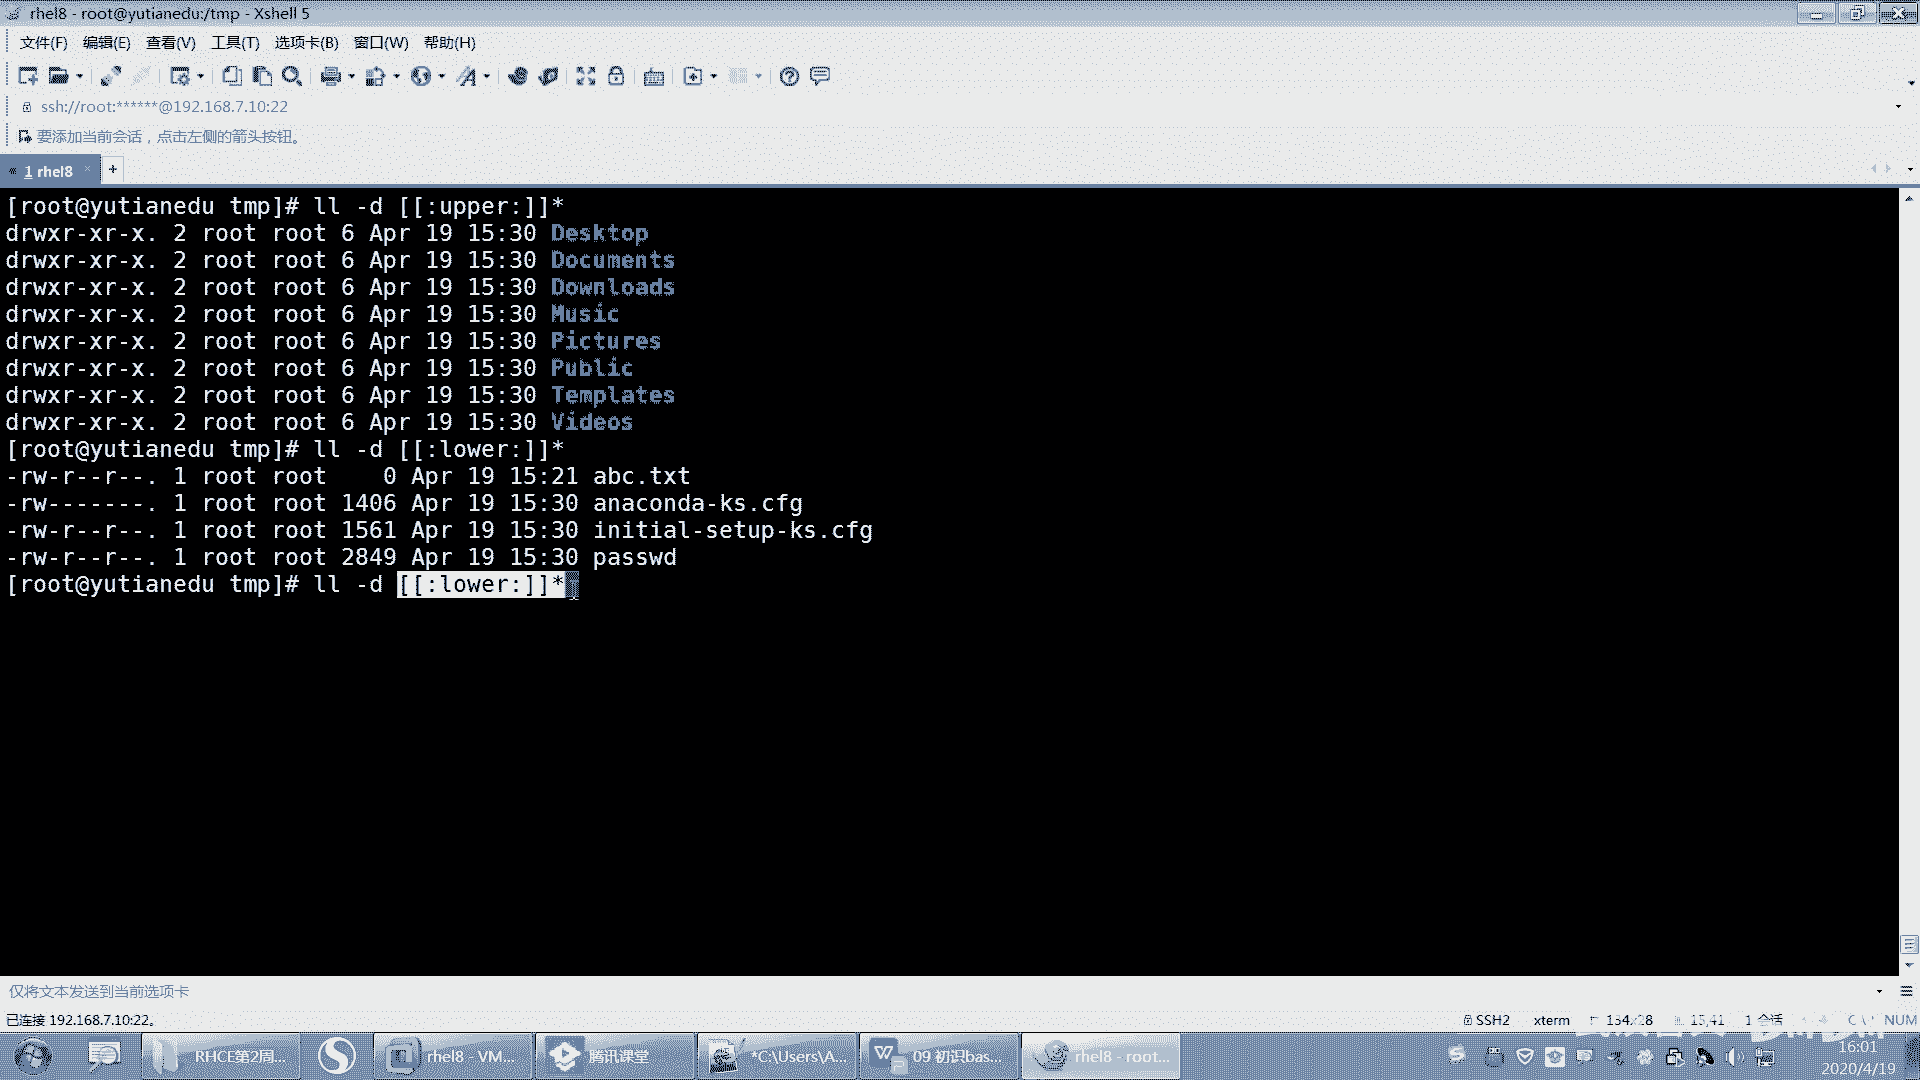 rhel8 - root@yutianedu:/tmp - Xshell 5
文件(F) 编辑(E) 查看(V) 工具(T) 选项卡(B) 窗口(W) 帮助(H)
ssh://root:******@192.168.7.10:22
要添加当前会话，点击左侧的箭头按钮。
1 rhel8
[root@yutianedu tmp]# ll -d [[:upper:]]*
drwxr-xr-x. 2 root root 6 Apr 19 15:30 Desktop
drwxr-xr-x. 2 root root 6 Apr 19 15:30 Documents
drwxr-xr-x. 2 root root 6 Apr 19 15:30 Downloads
drwxr-xr-x. 2 root root 6 Apr 19 15:30 Music
drwxr-xr-x. 2 root root 6 Apr 19 15:30 Pictures
drwxr-xr-x. 2 root root 6 Apr 19 15:30 Public
drwxr-xr-x. 2 root root 6 Apr 19 15:30 Templates
drwxr-xr-x. 2 root root 6 Apr 19 15:30 Videos
[root@yutianedu tmp]# ll -d [[:lower:]]*
-rw-r--r--. 1 root root    0 Apr 19 15:21 abc.txt
-rw-------. 1 root root 1406 Apr 19 15:30 anaconda-ks.cfg
-rw-r--r--. 1 root root 1561 Apr 19 15:30 initial-setup-ks.cfg
-rw-r--r--. 1 root root 2849 Apr 19 15:30 passwd
[root@yutianedu tmp]# ll -d [[:lower:]]*
仅将文本发送到当前选项卡
已连接 192.168.7.10:22。
SSH2 xterm 134x28 15,41 1 会话 NUM
RHCE第2周... rhel8 - VM... 腾讯课堂 *C:\Users\A... 09 初识bas... rhel8 - root...
16:01
2020/4/19